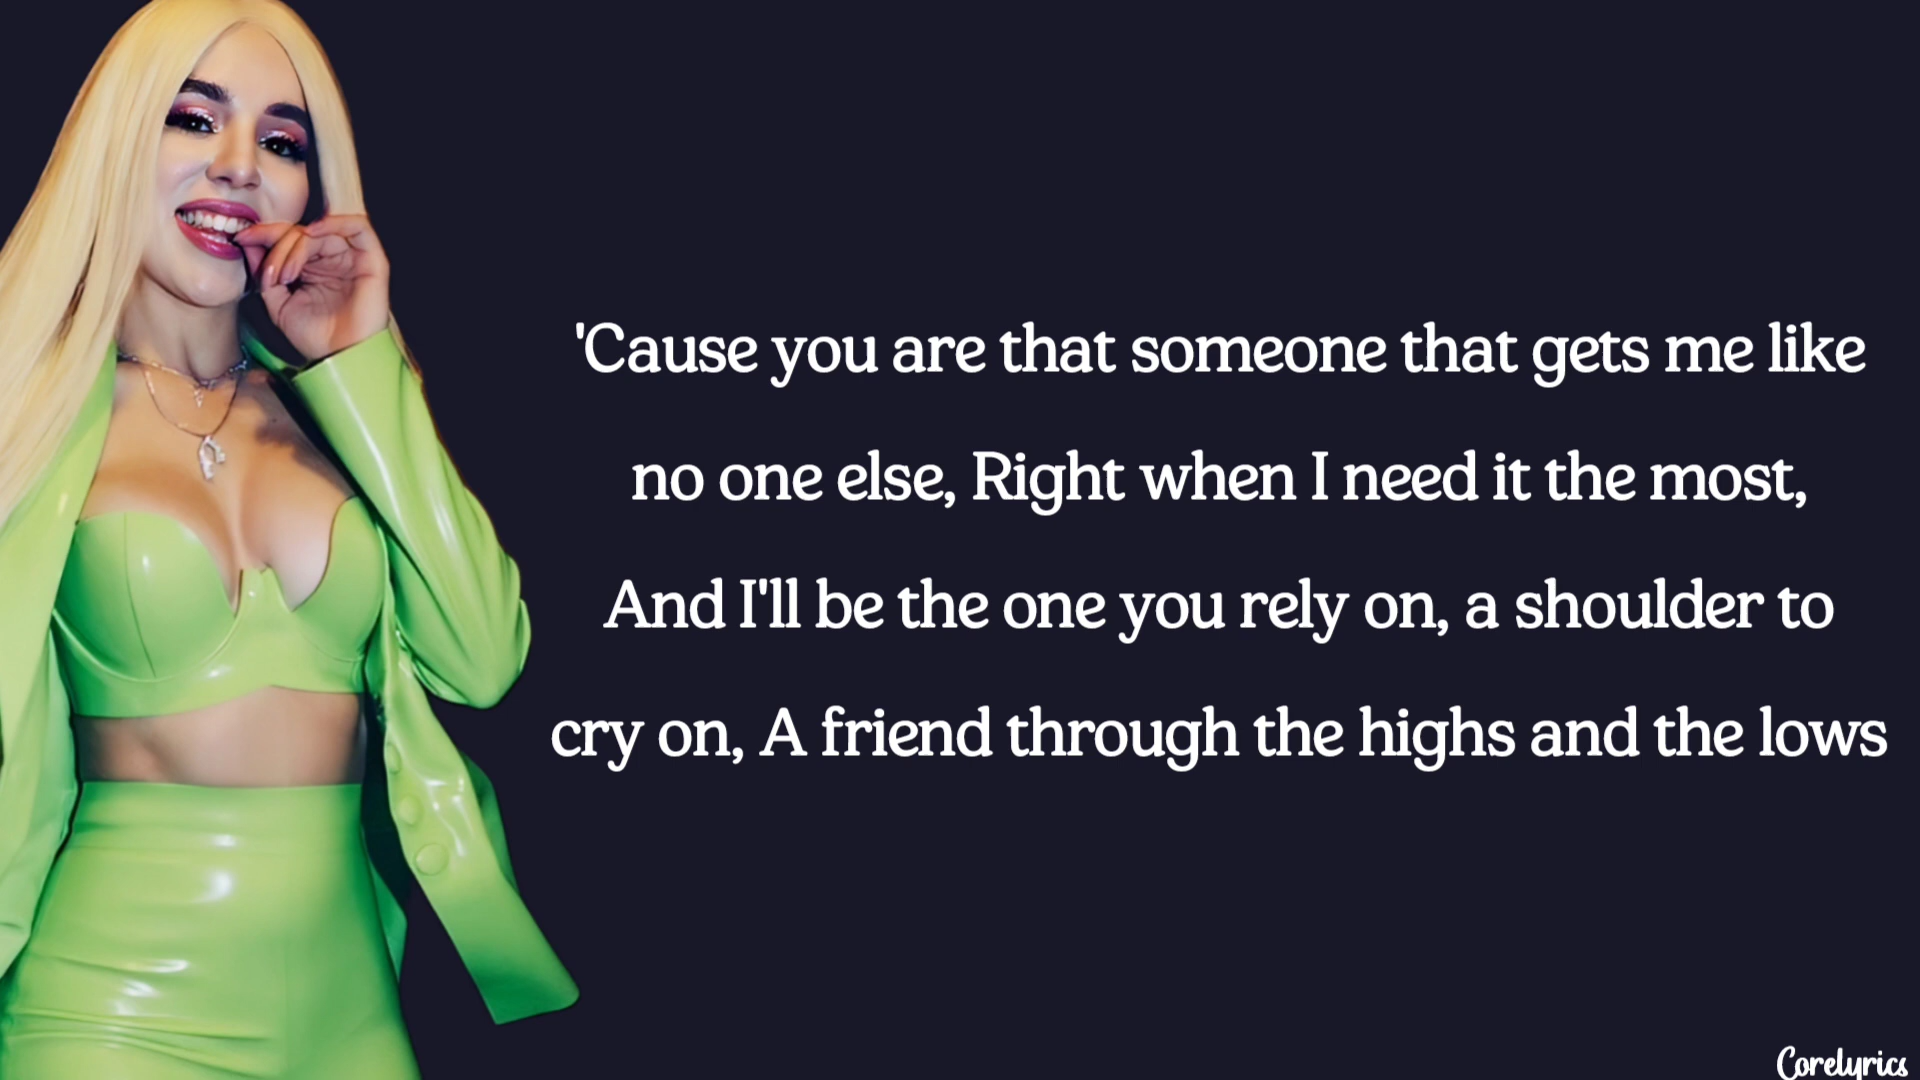 'Cause you are that someone that gets me like
no one else, Right when I need it the most,
And I'll be the one you rely on, a shoulder to
cry on, A friend through the highs and the lows
Corelyrics